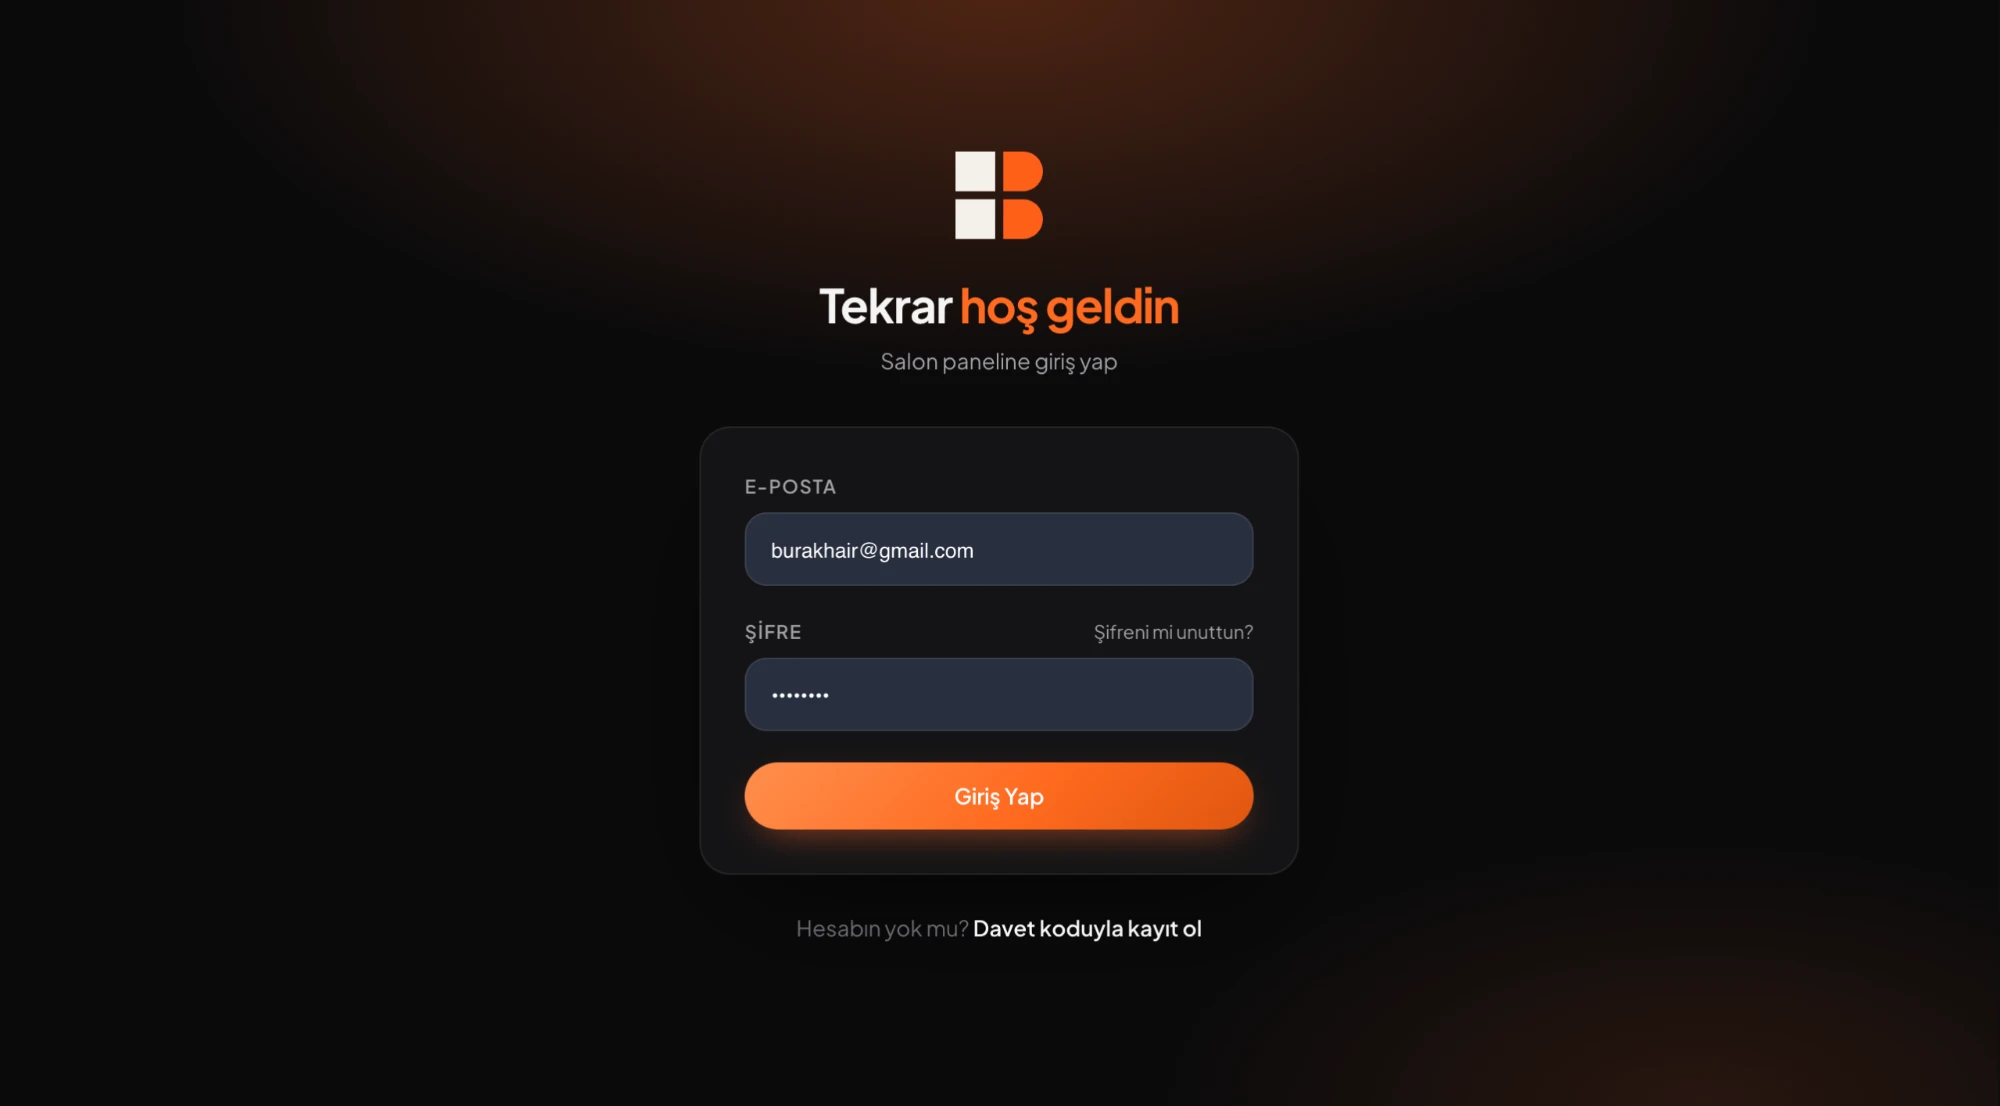 Tekrar hoş geldin
Salon paneline giriş yap
E-POSTA
burakhair@gmail.com
ŞİFRE
Şifreni mi unuttun?
••••••••
Giriş Yap
Hesabın yok mu? Davet koduyla kayıt ol